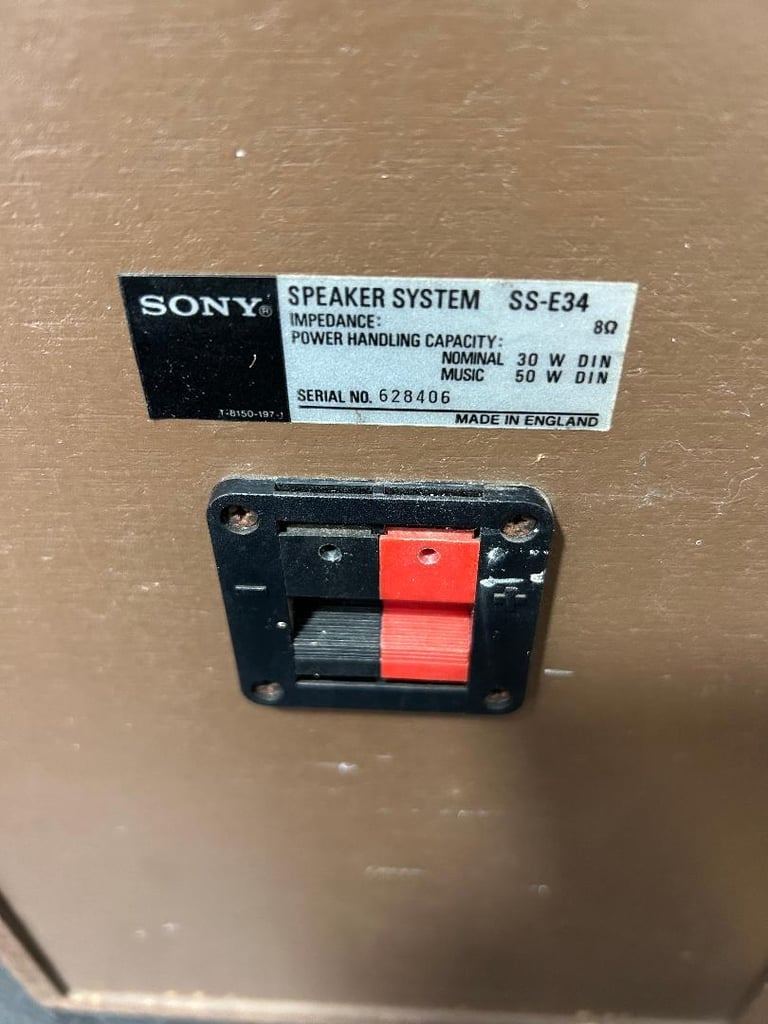 SONY®
SPEAKER SYSTEM SS-E34
IMPEDANCE: 8Ω
POWER HANDLING CAPACITY:
NOMINAL 30 W DIN
MUSIC 50 W DIN
SERIAL NO. 628406
MADE IN ENGLAND
− +